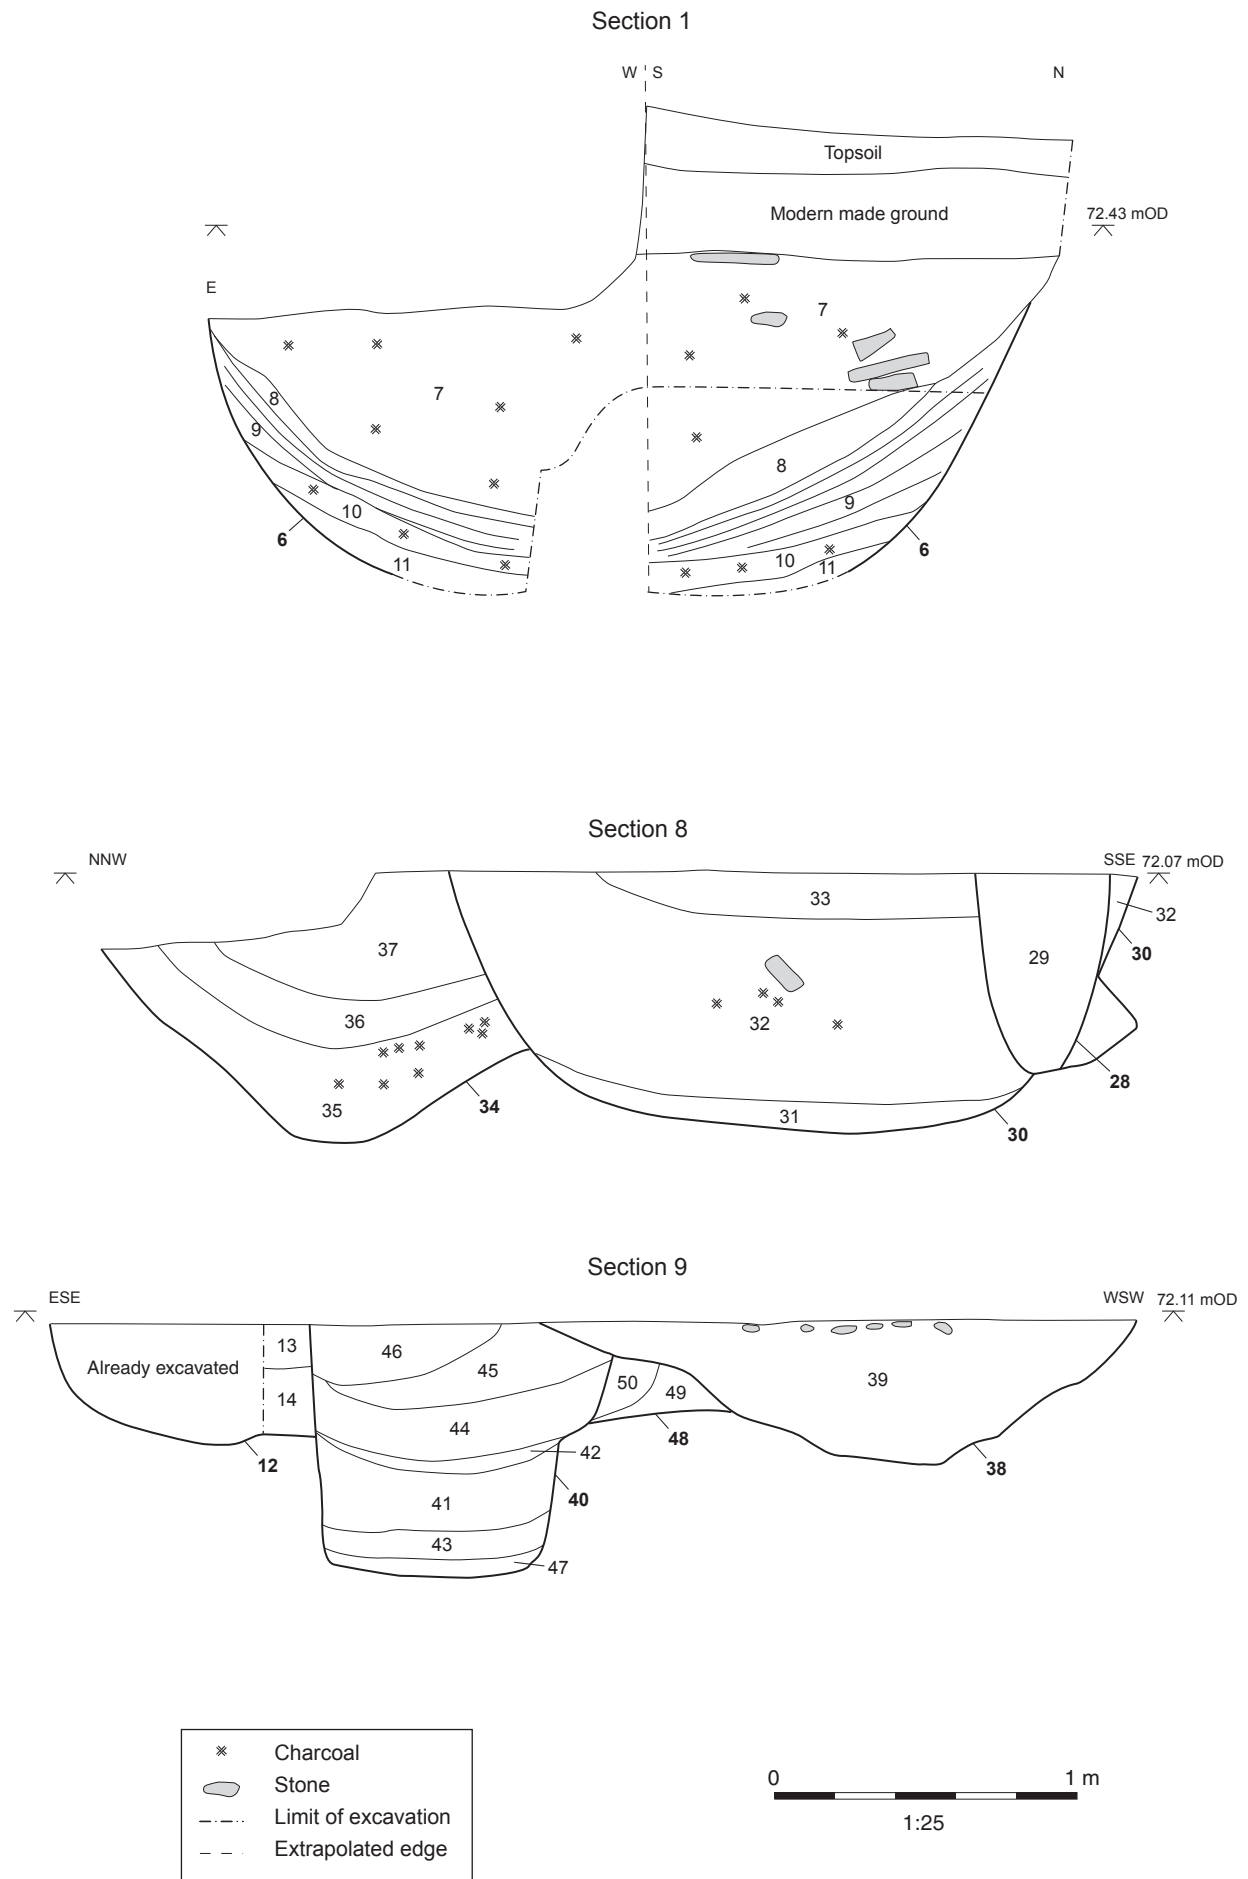 Section 1
W S N
Topsoil
Modern made ground
72.43 mOD
E
7
7
8
8
9
9
10
6
6
10
11
11
Section 8
NNW
SSE 72.07 mOD
33
32
37
30
29
36
32
28
35
34
31
30
Section 9
ESE
WSW 72.11 mOD
13
46
Already excavated
45
39
50
49
14
44
48
42
12
38
40
41
43
47
Charcoal
Stone
Limit of excavation
Extrapolated edge
0 1 m
1:25